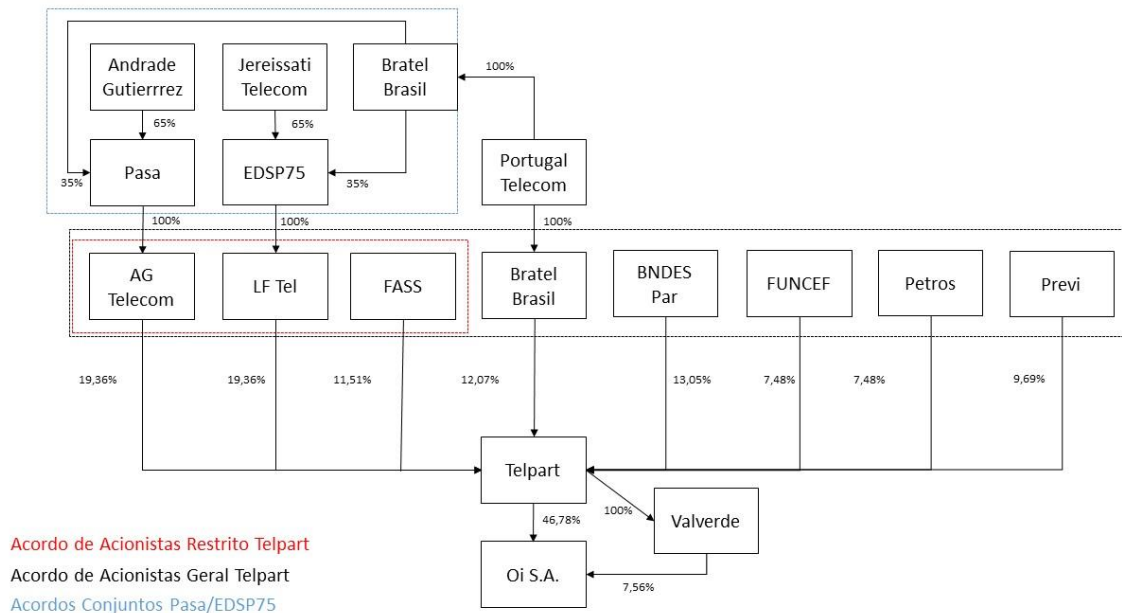 Andrade
Gutierrrez
Jereissati
Telecom
Bratel
Brasil
100%
65%
65%
Pasa
EDSP75
Portugal
Telecom
35%
35%
100%
100%
100%
AG
Telecom
LF Tel
FASS
Bratel
Brasil
BNDES
Par
FUNCEF
Petros
Previ
19,36%
19,36%
11,51%
12,07%
13,05%
7,48%
7,48%
9,69%
Telpart
100%
Valverde
46,78%
Oi S.A.
7,56%
Acordo de Acionistas Restrito Telpart
Acordo de Acionistas Geral Telpart
Acordos Conjuntos Pasa/EDSP75